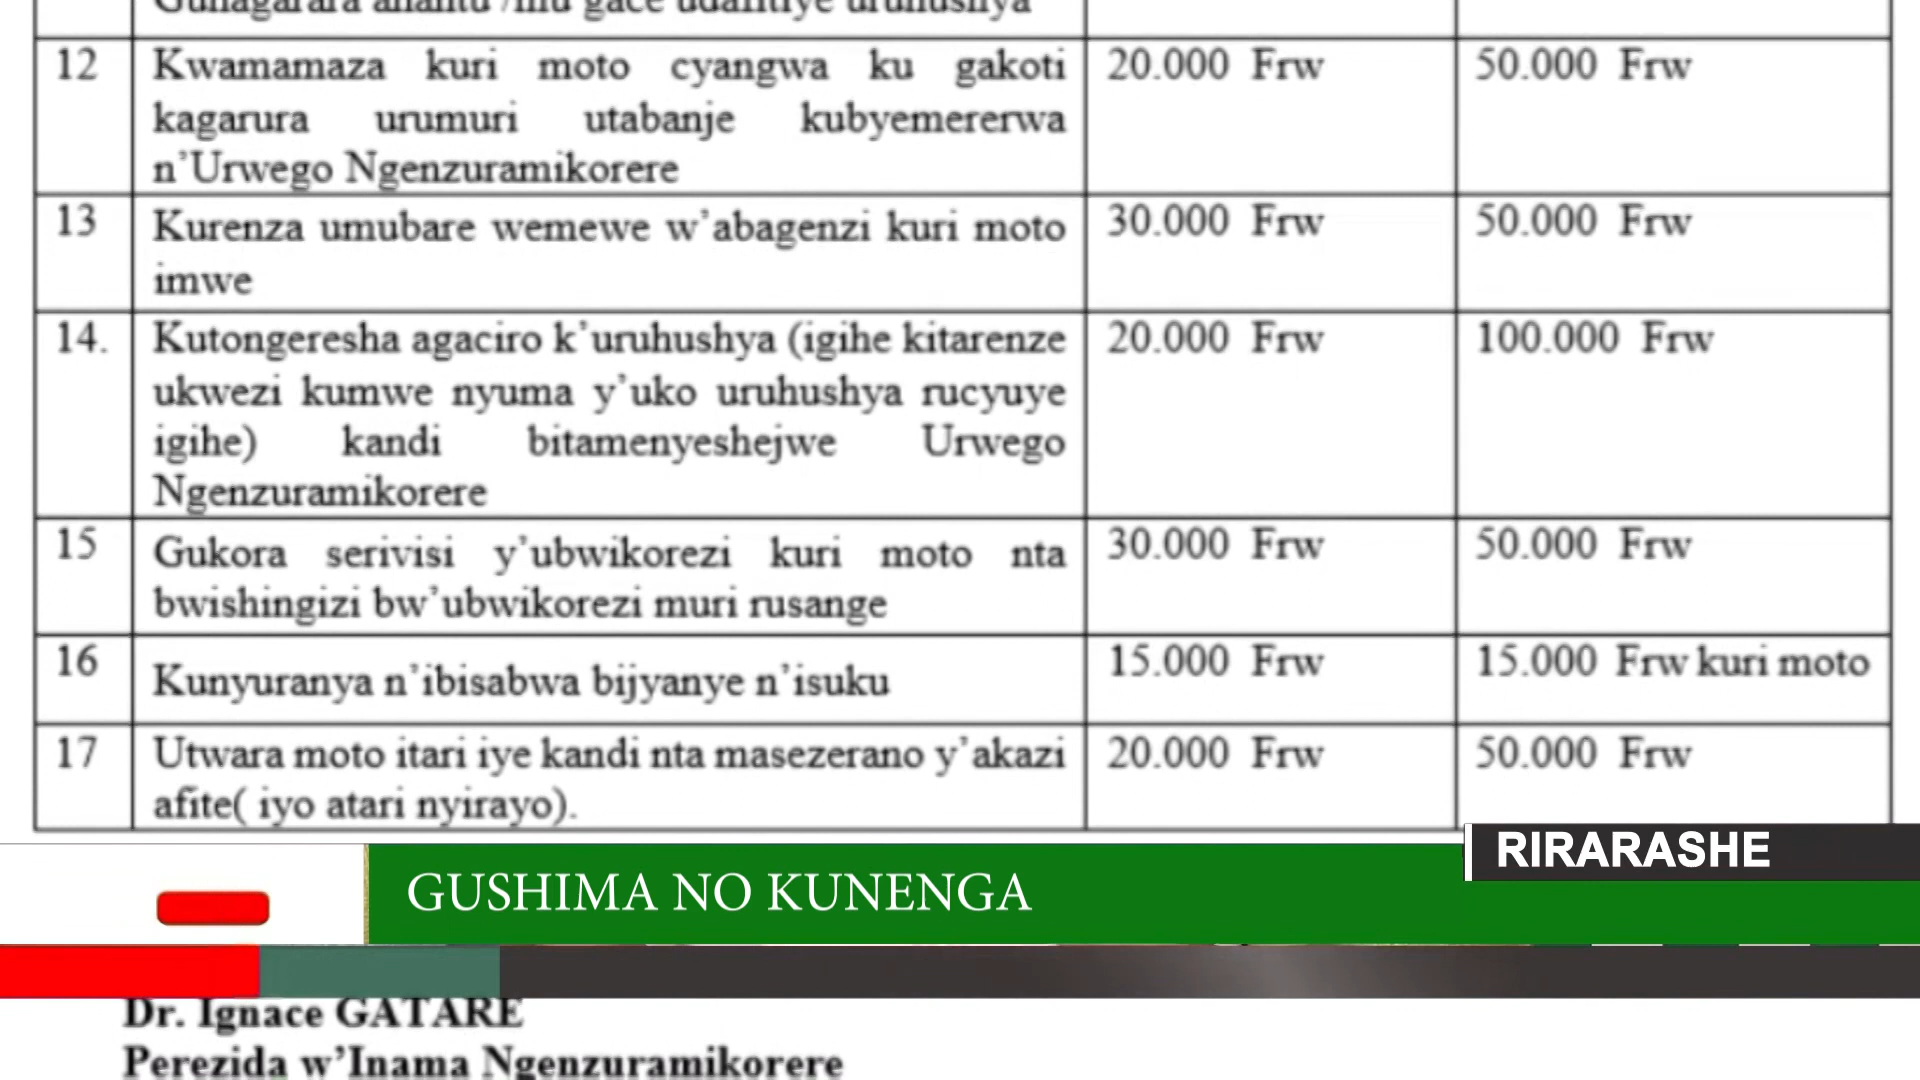 Guhagarara ahantu /mu gace udafitiye uruhushya
12 Kwamamaza kuri moto cyangwa ku gakoti 20.000 Frw 50.000 Frw
kagarura urumuri utabanje kubyemererwa
n’Urwego Ngenzuramikorere
13 Kurenza umubare wemewe w’abagenzi kuri moto 30.000 Frw 50.000 Frw
imwe
14. Kutongeresha agaciro k’uruhushya (igihe kitarenze 20.000 Frw 100.000 Frw
ukwezi kumwe nyuma y’uko uruhushya rucyuye
igihe) kandi bitamenyeshejwe Urwego
Ngenzuramikorere
15 Gukora serivisi y’ubwikorezi kuri moto nta 30.000 Frw 50.000 Frw
bwishingizi bw’ubwikorezi muri rusange
16 Kunyuranya n’ibisabwa bijyanye n’isuku 15.000 Frw 15.000 Frw kuri moto
17 Utwara moto itari iye kandi nta masezerano y’akazi 20.000 Frw 50.000 Frw
afite( iyo atari nyirayo).
RIRARASHE
GUSHIMA NO KUNENGA
Dr. Ignace GATARE
Perezida w’Inama Ngenzuramikorere